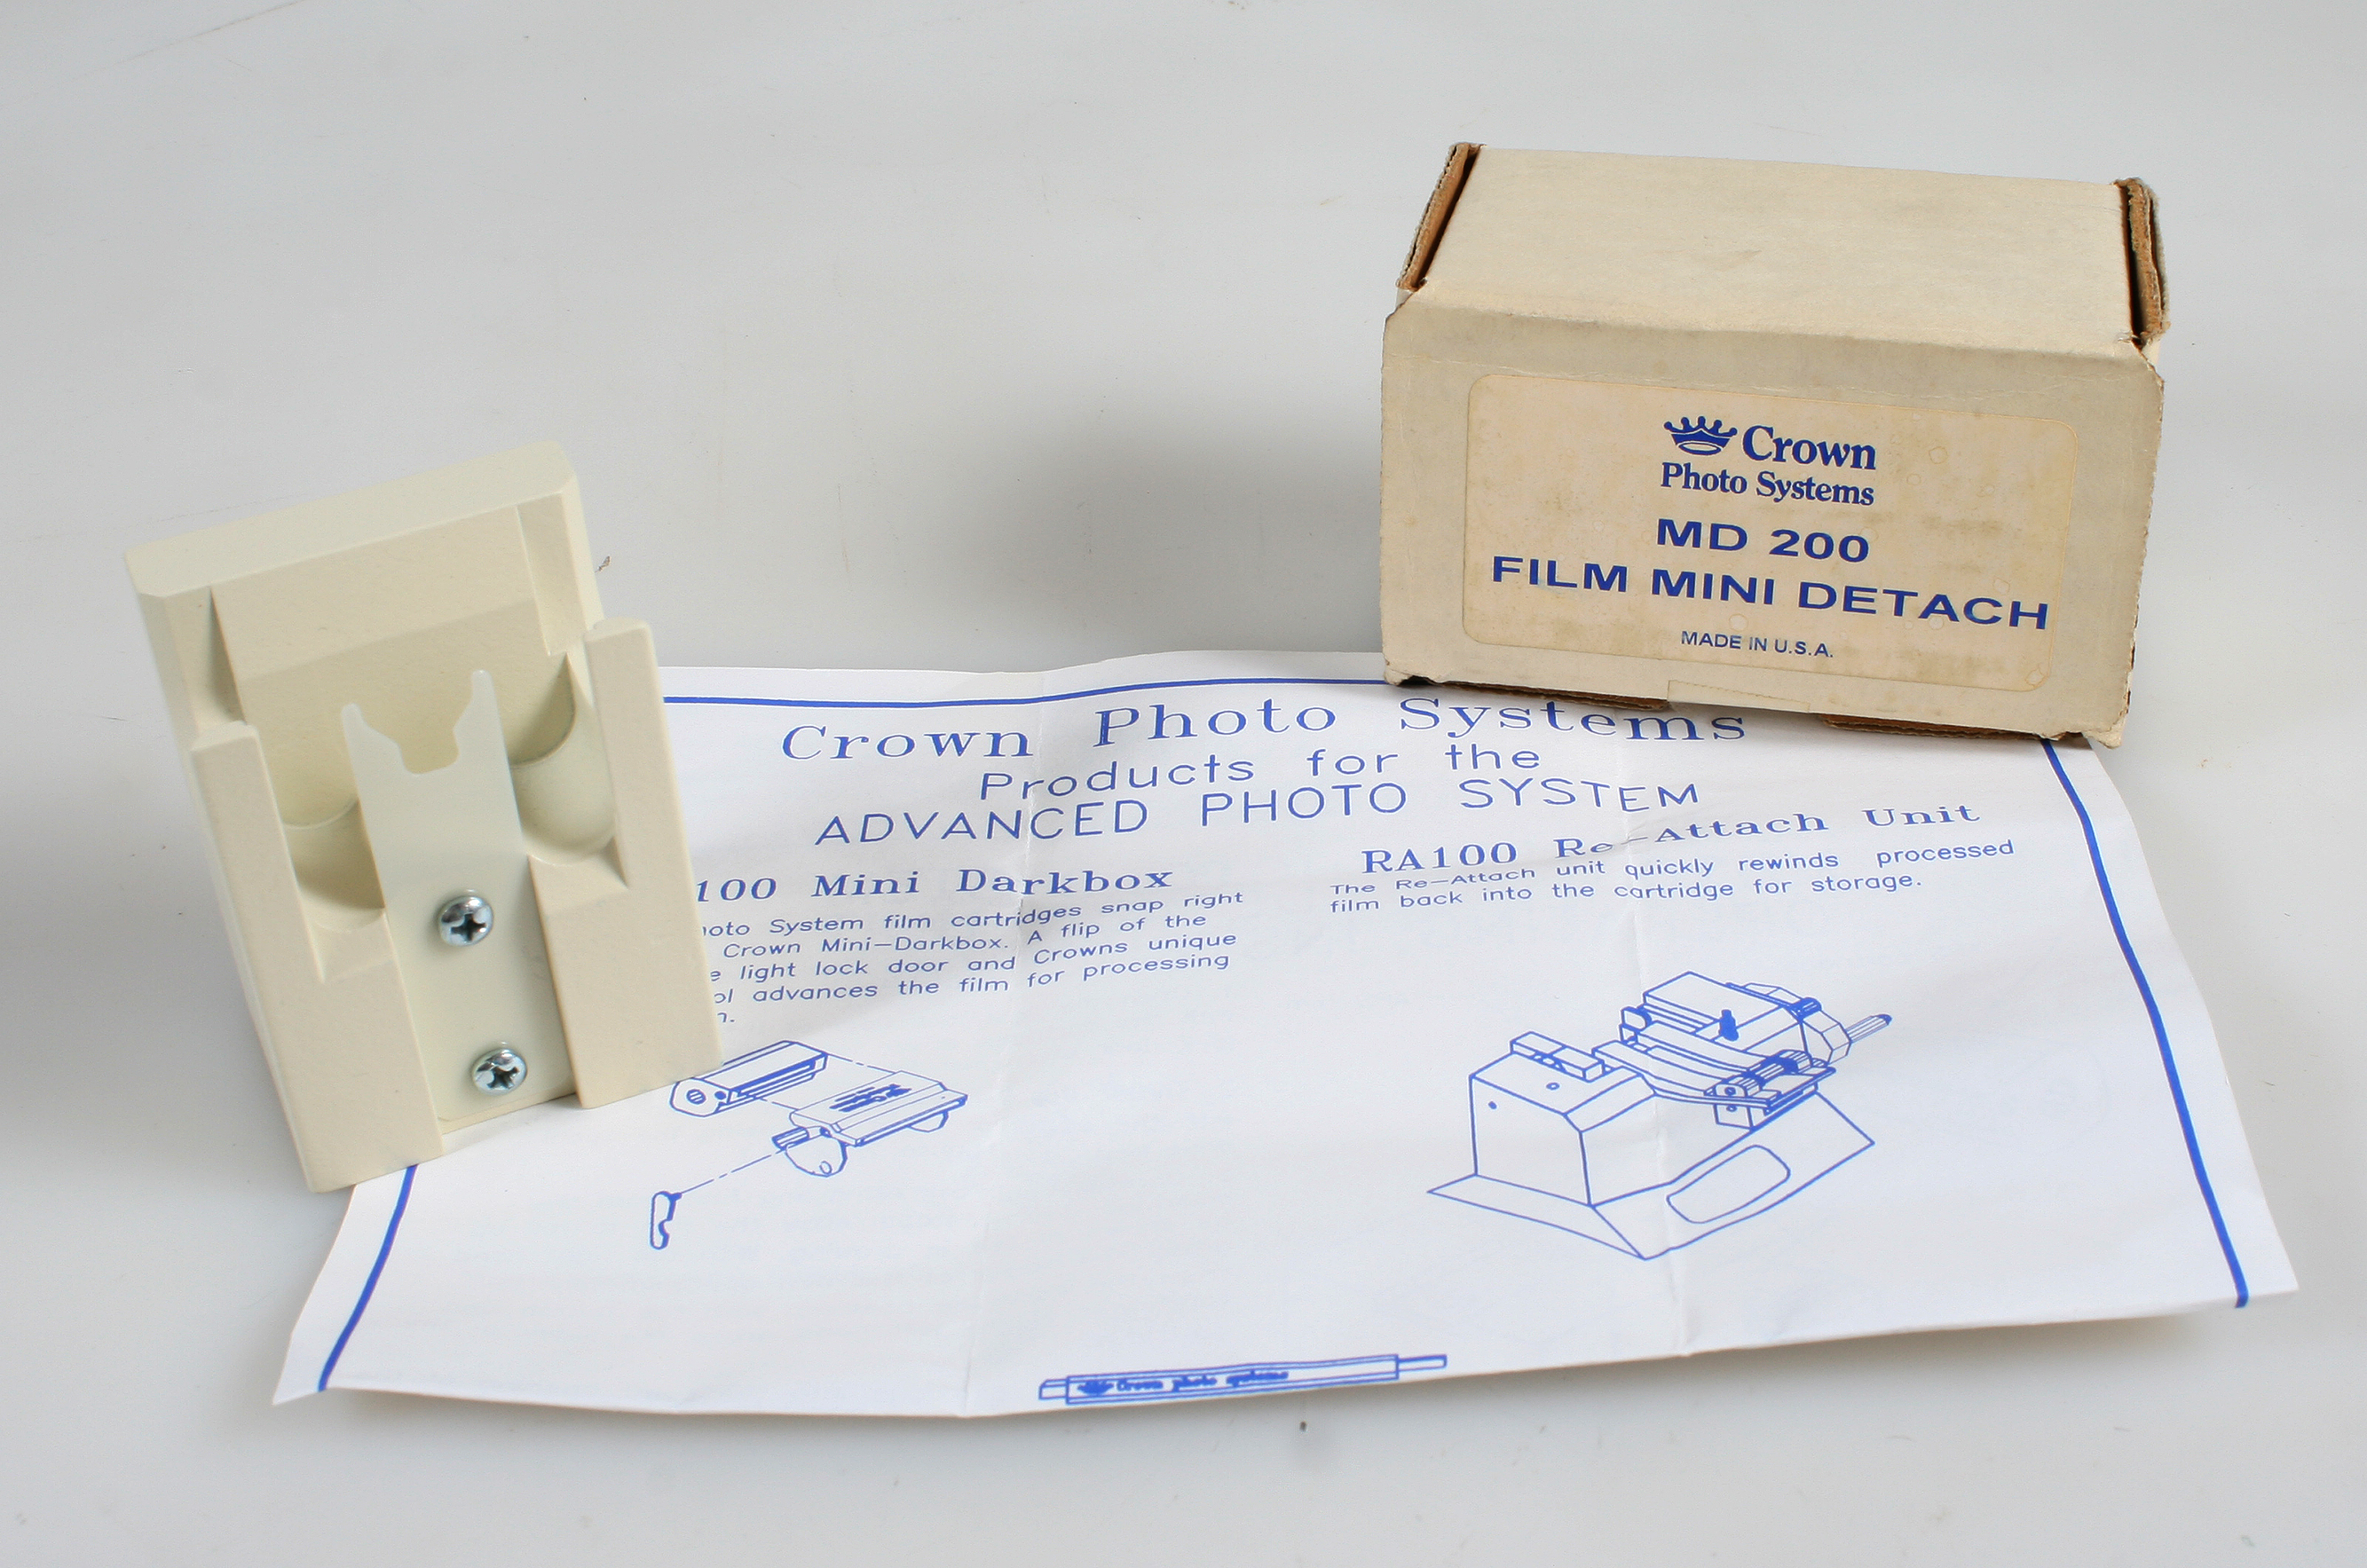 Crown
Photo Systems
MD 200
FILM MINI DETACH
MADE IN U.S.A.
Crown Photo Systems
Products for the
ADVANCED PHOTO SYSTEM
100 Mini Darkbox
System film cartridges snap right
Crown Mini-Darkbox. A flip of the
light lock door and Crowns unique
advances the film for processing
RA100 Re-Attach Unit
The Re-Attach unit quickly rewinds processed
film back into the cartridge for storage.
Crown photo systems